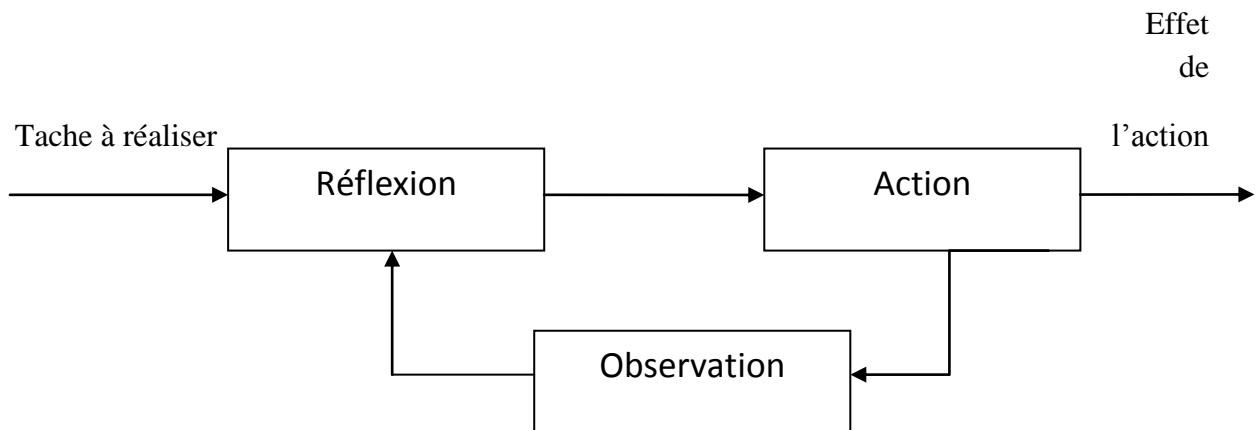 Effet
de
Tache à réaliser
l’action
Réflexion
Action
Observation